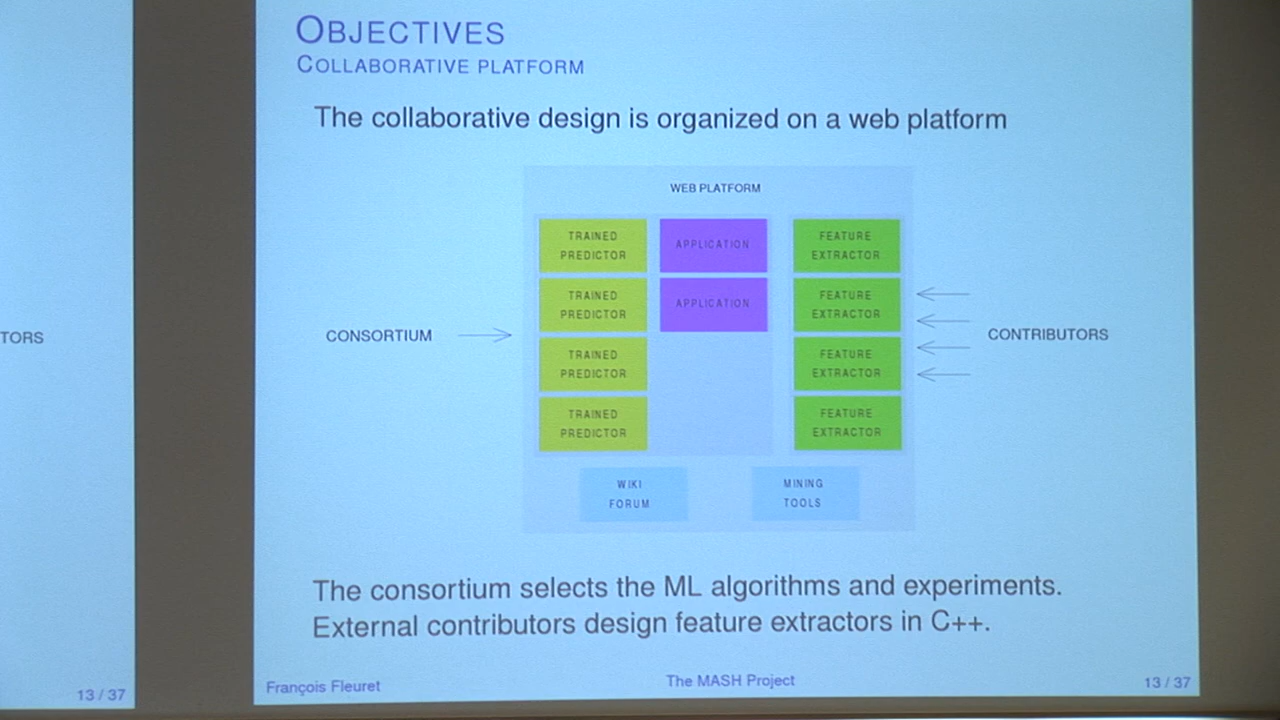 OBJECTIVES
COLLABORATIVE PLATFORM
The collaborative design is organized on a web platform
WEB PLATFORM
TRAINED
PREDICTOR
APPLICATION
FEATURE
EXTRACTOR
TRAINED
PREDICTOR
APPLICATION
FEATURE
EXTRACTOR
CONSORTIUM
CONTRIBUTORS
TORS
TRAINED
PREDICTOR
FEATURE
EXTRACTOR
TRAINED
PREDICTOR
FEATURE
EXTRACTOR
WIKI
FORUM
MINING
TOOLS
The consortium selects the ML algorithms and experiments.
External contributors design feature extractors in C++.
13 / 37
François Fleuret
The MASH Project
13 / 37